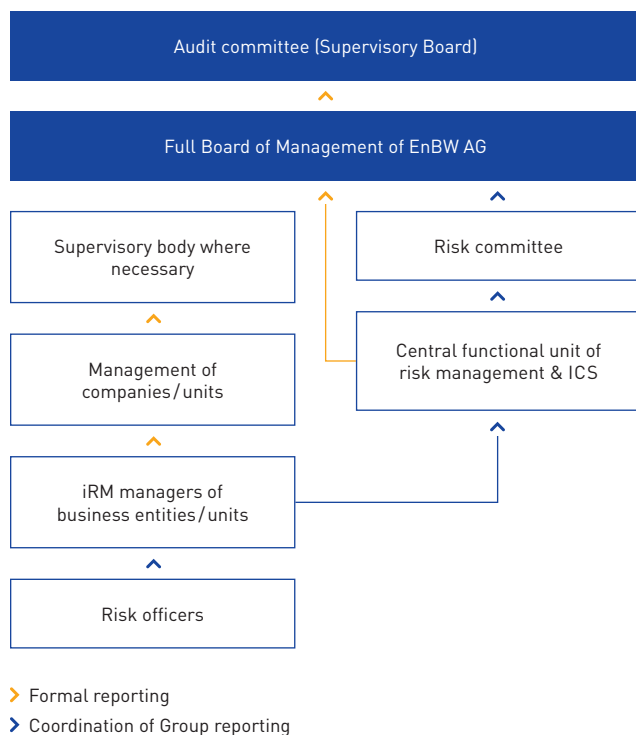 Audit committee (Supervisory Board)
Full Board of Management of EnBW AG
Supervisory body where
necessary
Risk committee
Management of
companies/units
Central functional unit of
risk management & ICS
iRM managers of
business entities/units
Risk officers
Formal reporting
Coordination of Group reporting